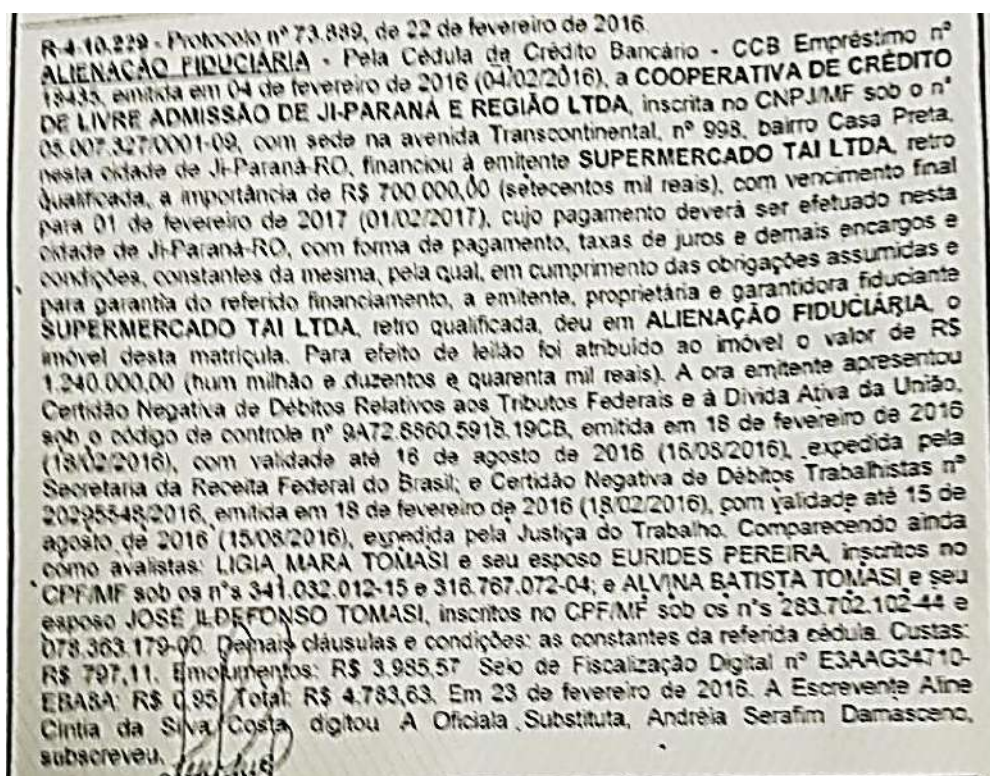 R-4-10.229 - Protocolo nº 73.889, de 22 de fevereiro de 2016.
ALIENAÇÃO FIDUCIÁRIA - Pela Cédula de Crédito Bancário - CCB Empréstimo nº
18435, emitida em 04 de fevereiro de 2016 (04/02/2016), a COOPERATIVA DE CRÉDITO
DE LIVRE ADMISSÃO DE JI-PARANÁ E REGIÃO LTDA, inscrita no CNPJ/MF sob o nº
05.007.327/0001-09, com sede na avenida Transcontinental, nº 998, bairro Casa Preta,
nesta cidade de Ji-Paraná-RO, financiou à emitente SUPERMERCADO TAI LTDA, retro
qualificada, a importância de R$ 700.000,00 (setecentos mil reais), com vencimento final
para 01 de fevereiro de 2017 (01/02/2017), cujo pagamento deverá ser efetuado nesta
cidade de Ji-Paraná-RO, com forma de pagamento, taxas de juros e demais encargos e
condições, constantes da mesma, pela qual, em cumprimento das obrigações assumidas e
para garantia do referido financiamento, a emitente, proprietária e garantidora fiduciante
SUPERMERCADO TAI LTDA, retro qualificada, deu em ALIENAÇÃO FIDUCIÁRIA, o
imóvel desta matrícula. Para efeito de leilão foi atribuído ao imóvel o valor de R$
1.240.000,00 (hum milhão e duzentos e quarenta mil reais). A ora emitente apresentou
Certidão Negativa de Débitos Relativos aos Tributos Federais e à Dívida Ativa da União,
sob o código de controle nº 9A72.8860.5918.19CB, emitida em 18 de fevereiro de 2016
(18/02/2016), com validade até 16 de agosto de 2016 (16/08/2016), expedida pela
Secretaria da Receita Federal do Brasil; e Certidão Negativa de Débitos Trabalhistas nº
20295548/2016, emitida em 18 de fevereiro de 2016 (18/02/2016), com validade até 15 de
agosto de 2016 (15/08/2016), expedida pela Justiça do Trabalho. Comparecendo ainda
como avalistas: LIGIA MARA TOMASI e seu esposo EURIDES PEREIRA, inscritos no
CPF/MF sob os nºs 341.032.012-15 e 316.767.072-04; e ALVINA BATISTA TOMASI e seu
esposo JOSÉ ILDEFONSO TOMASI, inscritos no CPF/MF sob os nºs 283.702.102-44 e
078.363.179-00. Demais cláusulas e condições: as constantes da referida cédula. Custas:
R$ 797,11. Emolumentos: R$ 3.985,57 Selo de Fiscalização Digital nº E3AAG34710-
EBA8A: R$ 0,95 Total: R$ 4.783,63. Em 23 de fevereiro de 2016. A Escrevente Aline
Cintia da Silva Costa, digitou A Oficiala Substituta, Andréia Serafim Damasceno,
subscreveu.